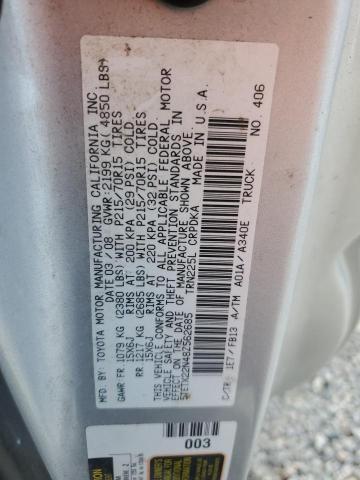 TOYOTA MOTOR MANUFACTURING CALIFORNIA INC.
DATE 03 / 08 GVWR:2199 KG( 4850 LBS)
GAWR FR. 1079 KG (2380 LBS) WITH P215/70R15 TIRES
15X6J RIMS AT 200 KPA (29 PSI) COLD
RR. 1217 KG (2685 LBS) WITH P215/70R15 TIRES
15X6J RIMS AT 220 KPA (32 PSI) COLD
THIS VEHICLE CONFORMS TO ALL APPLICABLE FEDERAL MOTOR
VEHICLE SAFETY AND THEFT PREVENTION STANDARDS IN
EFFECT ON THE DATE OF MANUFACTURE SHOWN ABOVE.
5TETX22N48Z562685 TRN225L CRPDKA MADE IN U.S.A.
TRUCK
C/TR: 1E7/FB13 A/TM A01A/A340E NO. 406
003